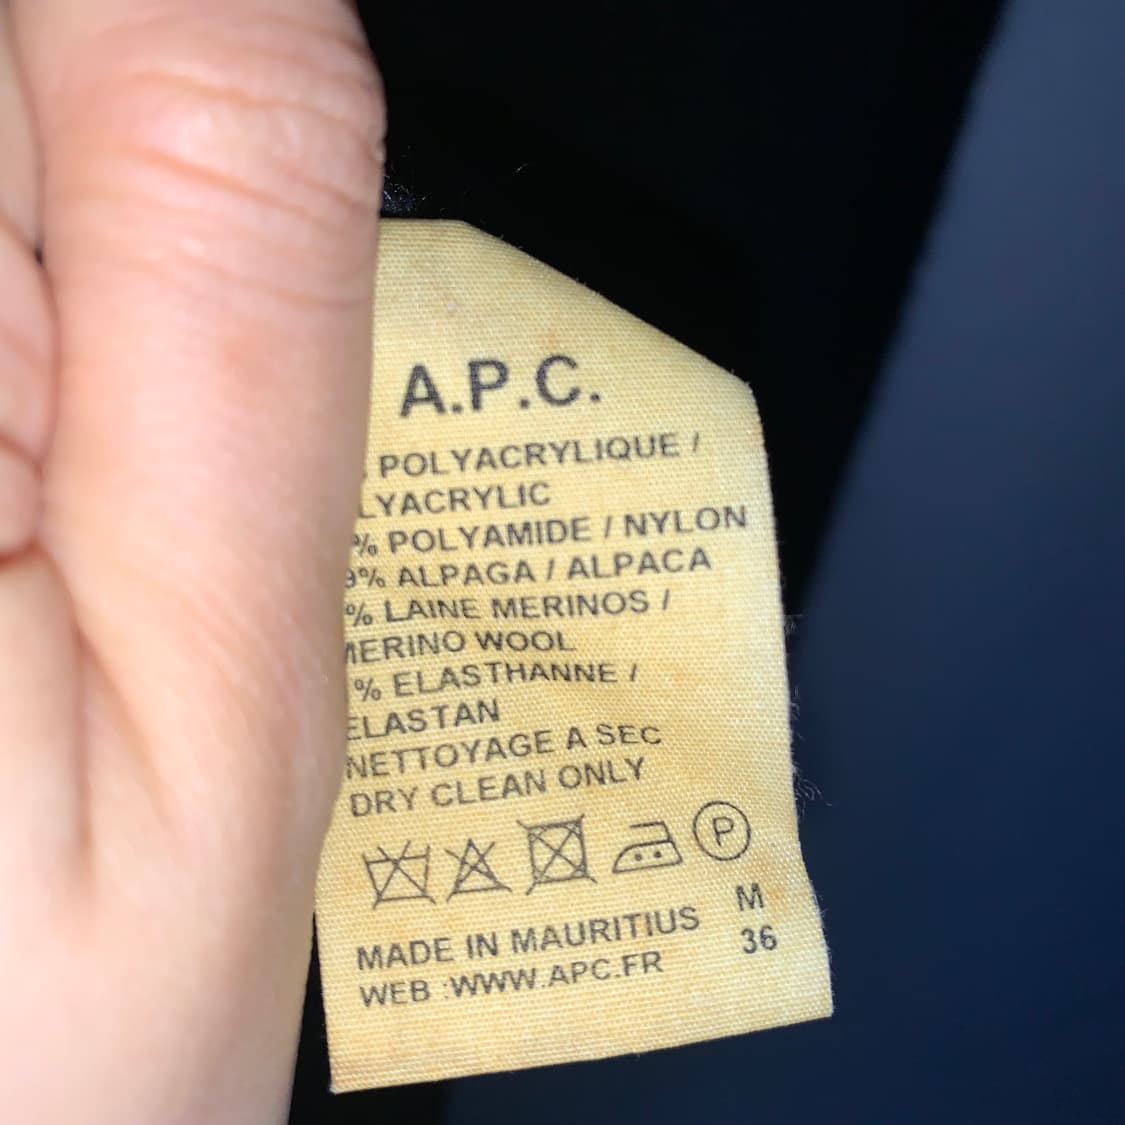 A.P.C.
POLYACRYLIQUE /
LYACRYLIC
% POLYAMIDE / NYLON
9% ALPAGA / ALPACA
% LAINE MERINOS /
MERINO WOOL
1% ELASTHANNE /
ELASTAN
NETTOYAGE A SEC
DRY CLEAN ONLY
P
M
MADE IN MAURITIUS
36
WEB :WWW.APC.FR